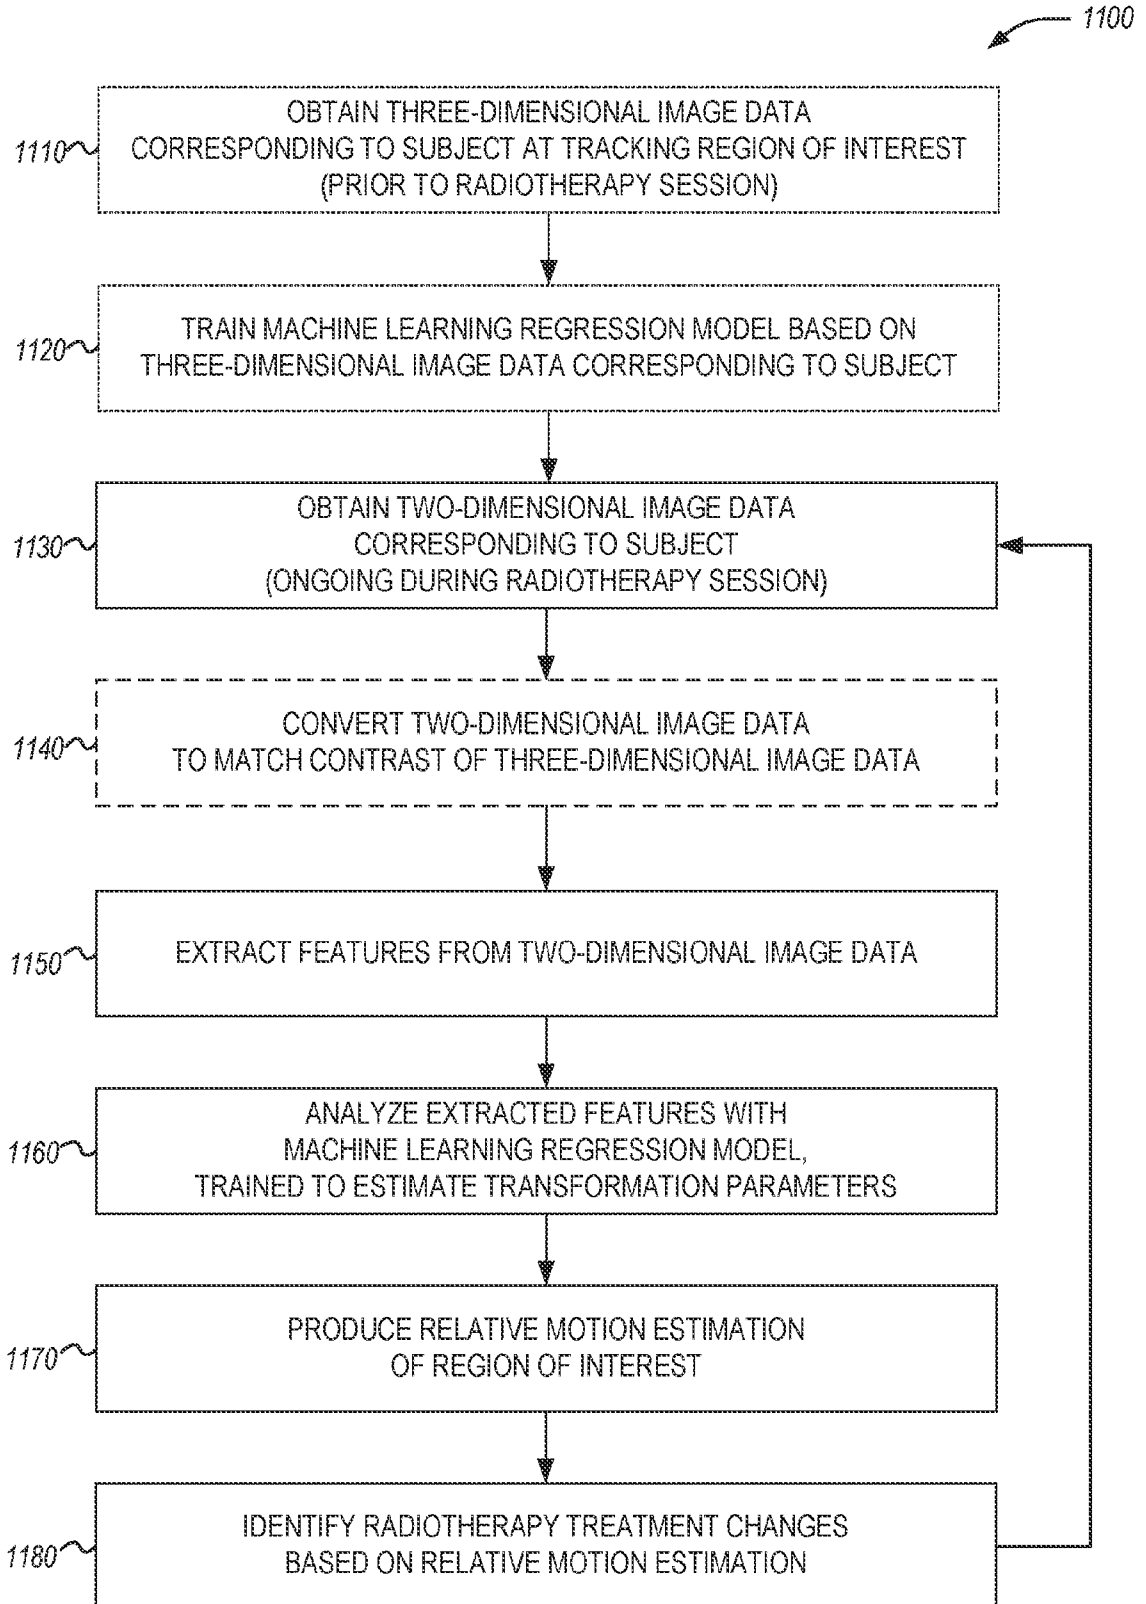 1100
OBTAIN THREE-DIMENSIONAL IMAGE DATA
CORRESPONDING TO SUBJECT AT TRACKING REGION OF INTEREST
(PRIOR TO RADIOTHERAPY SESSION)
1110
TRAIN MACHINE LEARNING REGRESSION MODEL BASED ON
THREE-DIMENSIONAL IMAGE DATA CORRESPONDING TO SUBJECT
1120
OBTAIN TWO-DIMENSIONAL IMAGE DATA
CORRESPONDING TO SUBJECT
(ONGOING DURING RADIOTHERAPY SESSION)
1130
CONVERT TWO-DIMENSIONAL IMAGE DATA
TO MATCH CONTRAST OF THREE-DIMENSIONAL IMAGE DATA
1140
EXTRACT FEATURES FROM TWO-DIMENSIONAL IMAGE DATA
1150
ANALYZE EXTRACTED FEATURES WITH
MACHINE LEARNING REGRESSION MODEL,
TRAINED TO ESTIMATE TRANSFORMATION PARAMETERS
1160
PRODUCE RELATIVE MOTION ESTIMATION
OF REGION OF INTEREST
1170
IDENTIFY RADIOTHERAPY TREATMENT CHANGES
BASED ON RELATIVE MOTION ESTIMATION
1180